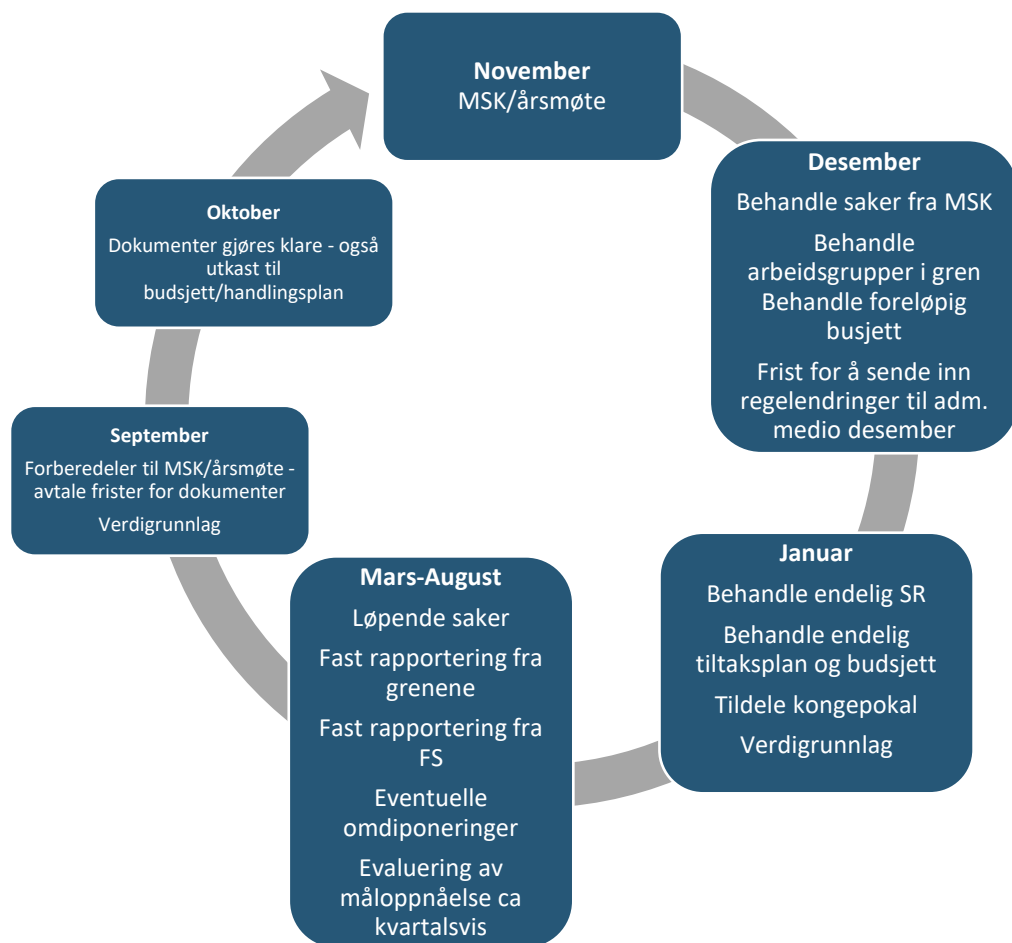 November
MSK/årsmøte
Desember
Behandle saker fra MSK
Behandle
arbeidsgrupper i gren
Behandle foreløpig
busjett
Frist for å sende inn
regelendringer til adm.
medio desember
Januar
Behandle endelig SR
Behandle endelig
tiltaksplan og budsjett
Tildele kongepokal
Verdigrunnlag
Mars-August
Løpende saker
Fast rapportering fra
grenene
Fast rapportering fra
FS
Eventuelle
omdiponeringer
Evaluering av
måloppnåelse ca
kvartalsvis
September
Forberedeler til MSK/årsmøte -
avtale frister for dokumenter
Verdigrunnlag
Oktober
Dokumenter gjøres klare - også
utkast til
budsjett/handlingsplan